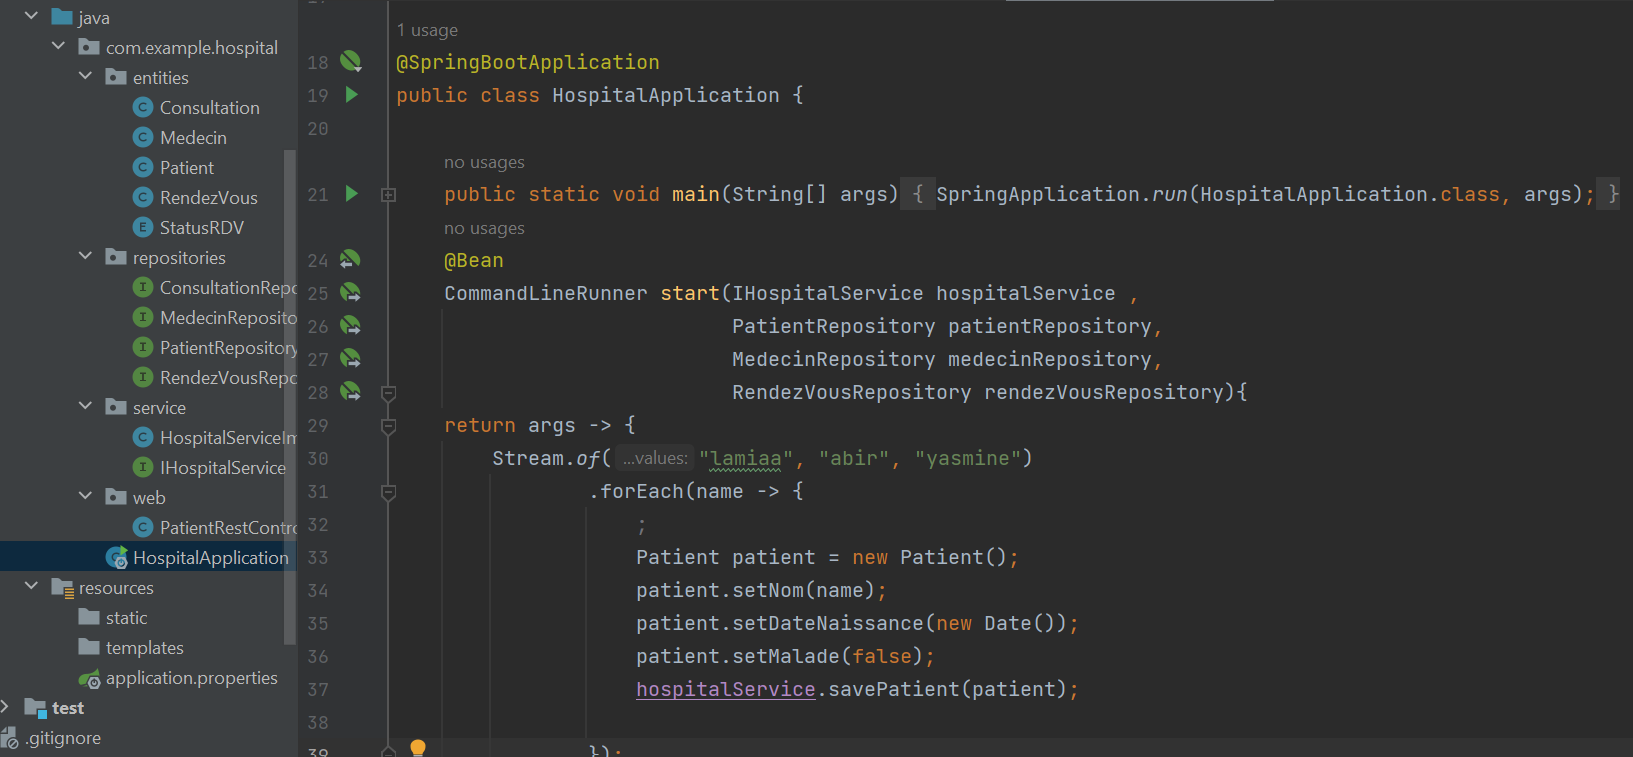 java
com.example.hospital
entities
Consultation
Medecin
Patient
RendezVous
StatusRDV
repositories
ConsultationRepo
MedecinReposito
PatientRepository
RendezVousRepo
service
HospitalServiceIm
IHospitalService
web
PatientRestContro
HospitalApplication
resources
static
templates
application.properties
test
.gitignore
1 usage
18 @SpringBootApplication
19 public class HospitalApplication {
20
no usages
21 public static void main(String[] args) { SpringApplication.run(HospitalApplication.class, args); }
no usages
24 @Bean
25 CommandLineRunner start(IHospitalService hospitalService ,
26 PatientRepository patientRepository,
27 MedecinRepository medecinRepository,
28 RendezVousRepository rendezVousRepository){
29 return args -> {
30 Stream.of( ...values: "lamiaa", "abir", "yasmine")
31 .forEach(name -> {
32 ;
33 Patient patient = new Patient();
34 patient.setNom(name);
35 patient.setDateNaissance(new Date());
36 patient.setMalade(false);
37 hospitalService.savePatient(patient);
38
39 });